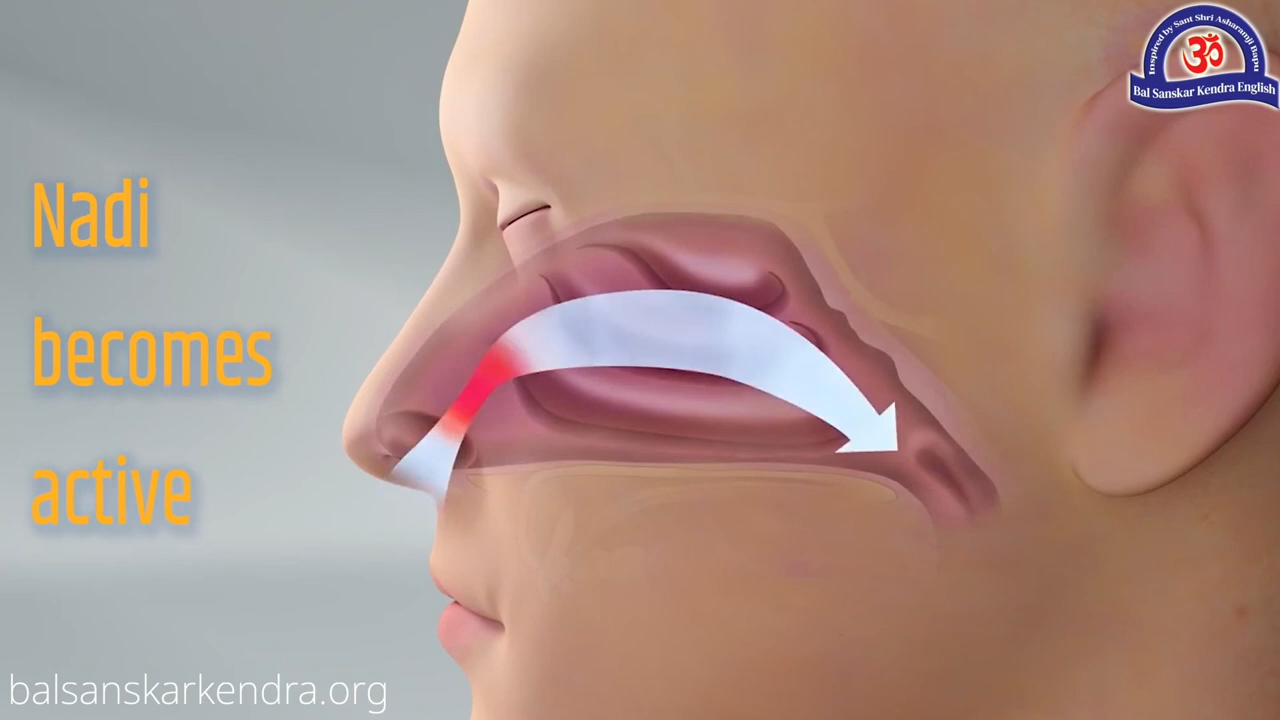 Inspired by Sant Shri Asharamji Bapu
ॐ
Bal Sanskar Kendra English
Nadi
becomes
active
balsanskarkendra.org